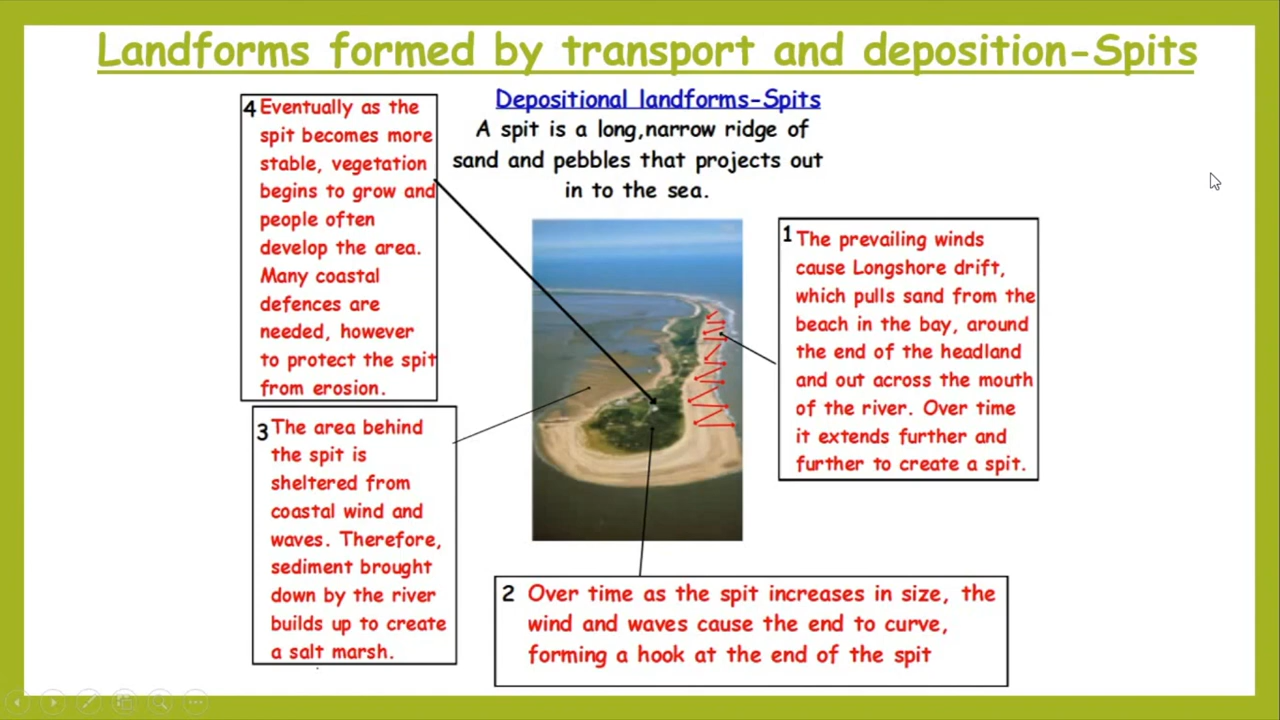 Landforms formed by transport and deposition-Spits
Depositional landforms-Spits
A spit is a long,narrow ridge of
sand and pebbles that projects out
in to the sea.
1 The prevailing winds
cause Longshore drift,
which pulls sand from the
beach in the bay, around
the end of the headland
and out across the mouth
of the river. Over time
it extends further and
further to create a spit.
2 Over time as the spit increases in size, the
wind and waves cause the end to curve,
forming a hook at the end of the spit
3 The area behind
the spit is
sheltered from
coastal wind and
waves. Therefore,
sediment brought
down by the river
builds up to create
a salt marsh.
4 Eventually as the
spit becomes more
stable, vegetation
begins to grow and
people often
develop the area.
Many coastal
defences are
needed, however
to protect the spit
from erosion.